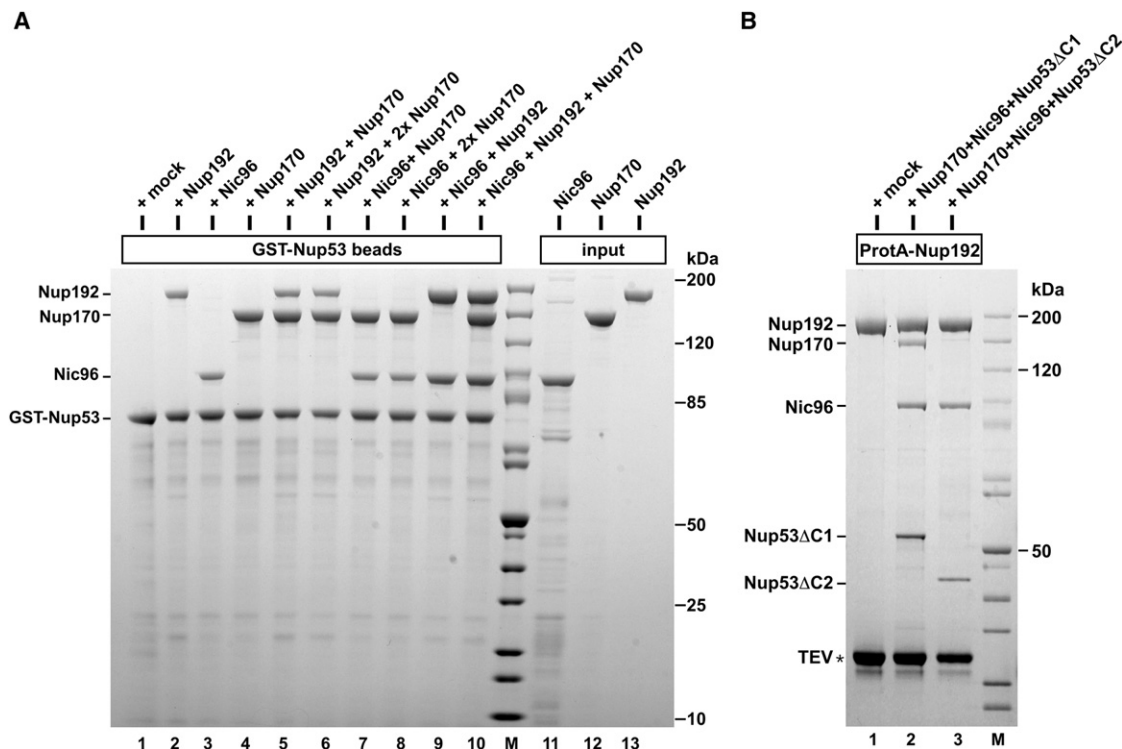 A
+ mock
+ Nup192
+ Nic96
+ Nup170
+ Nup192 + Nup170
+ Nup192 + 2x Nup170
+ Nic96+ Nup170
+ Nic96 + 2x Nup170
+ Nic96 + Nup192
+ Nic96 + Nup192 + Nup170
Nic96
Nup170
Nup192
GST-Nup53 beads
input
kDa
Nup192
Nup170
Nic96
GST-Nup53
200
120
85
50
25
10
1 2 3 4 5 6 7 8 9 10 M 11 12 13
B
+ mock
+ Nup170+Nic96+Nup53ΔC1
+ Nup170+Nic96+Nup53ΔC2
ProtA-Nup192
kDa
Nup192
Nup170
Nic96
Nup53ΔC1
Nup53ΔC2
TEV *
200
120
50
1 2 3 M